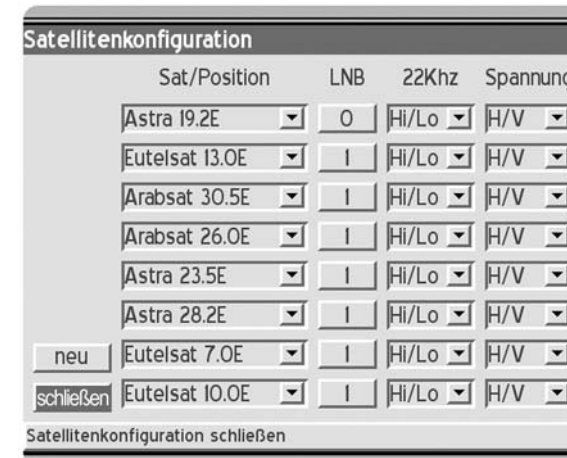 Satellitenkonfiguration
Sat/Position LNB 22Khz Spannung
Astra 19.2E 0 Hi/Lo H/V
Eutelsat 13.0E 1 Hi/Lo H/V
Arabsat 30.5E 1 Hi/Lo H/V
Arabsat 26.0E 1 Hi/Lo H/V
Astra 23.5E 1 Hi/Lo H/V
Astra 28.2E 1 Hi/Lo H/V
neu Eutelsat 7.0E 1 Hi/Lo H/V
schließen Eutelsat 10.0E 1 Hi/Lo H/V
Satellitenkonfiguration schließen